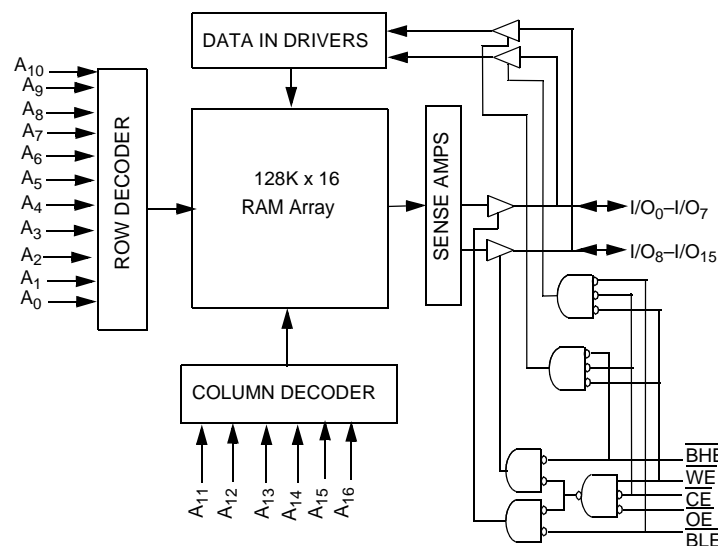 DATA IN DRIVERS
A10
A9
A8
A7
A6
A5
A4
A3
A2
A1
A0
ROW DECODER
128K x 16
RAM Array
SENSE AMPS
I/O0–I/O7
I/O8–I/O15
COLUMN DECODER
A11
A12
A13
A14
A15
A16
BHE
WE
CE
OE
BLE